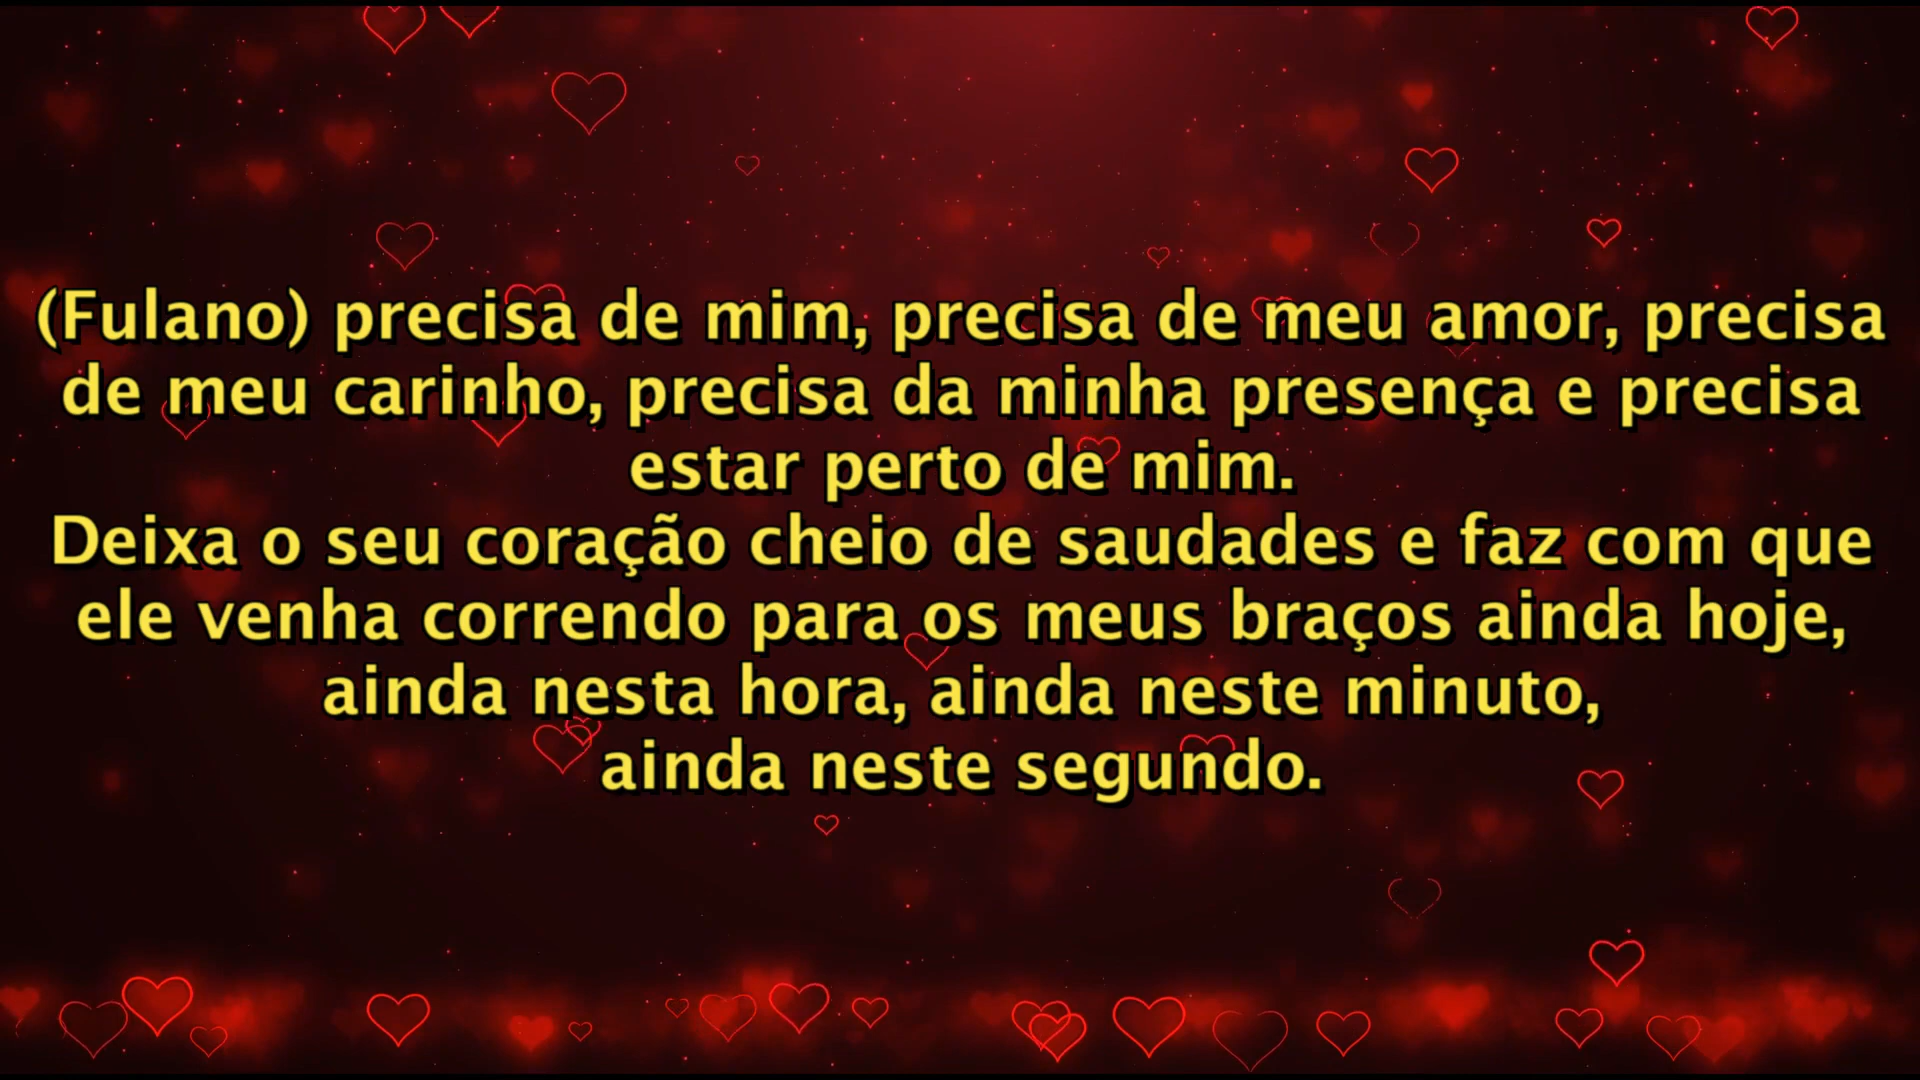 (Fulano) precisa de mim, precisa de meu amor, precisa
de meu carinho, precisa da minha presença e precisa
estar perto de mim.
Deixa o seu coração cheio de saudades e faz com que
ele venha correndo para os meus braços ainda hoje,
ainda nesta hora, ainda neste minuto,
ainda neste segundo.